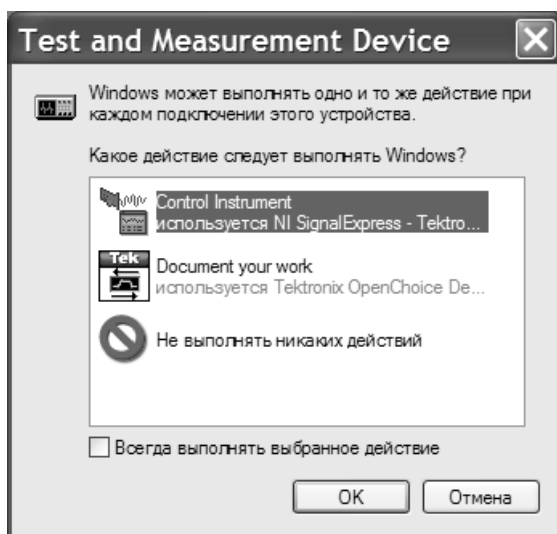 Test and Measurement Device
Windows может выполнять одно и то же действие при
каждом подключении этого устройства.
Какое действие следует выполнять Windows?
Control Instrument
используется NI SignalExpress - Tektro...
Tek
Document your work
используется Tektronix OpenChoice De...
Не выполнять никаких действий
Всегда выполнять выбранное действие
OK
Отмена